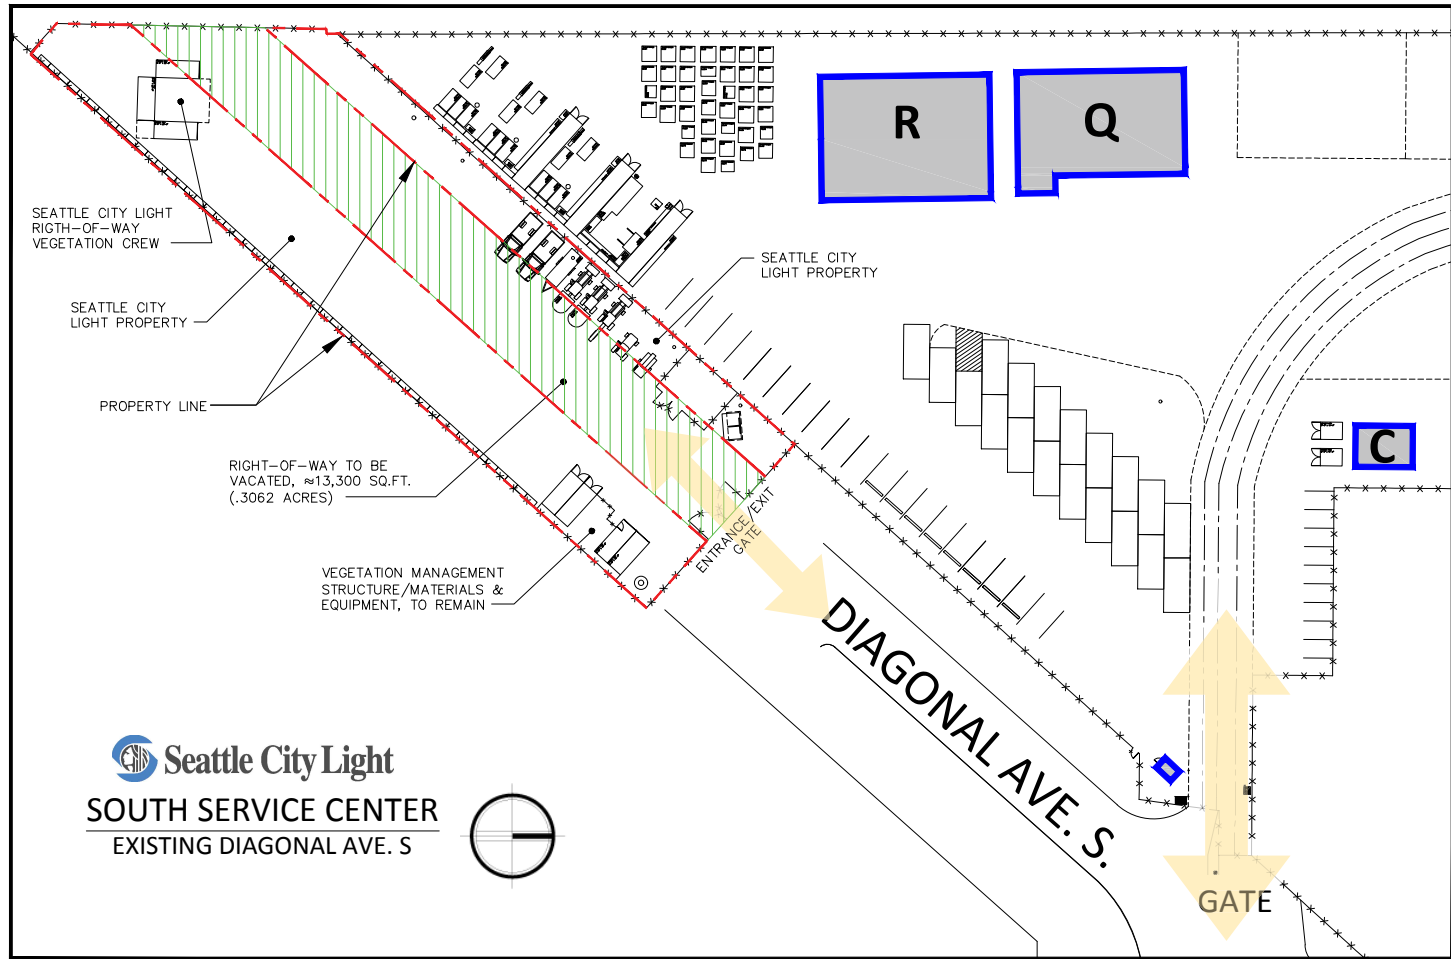 R
Q
SEATTLE CITY LIGHT
RIGTH-OF-WAY
VEGETATION CREW
SEATTLE CITY
LIGHT PROPERTY
SEATTLE CITY
LIGHT PROPERTY
PROPERTY LINE
C
RIGHT-OF-WAY TO BE
VACATED, ≈13,300 SQ.FT.
(.3062 ACRES)
ENTRANCE/EXIT
GATE
VEGETATION MANAGEMENT
STRUCTURE/MATERIALS &
EQUIPMENT, TO REMAIN
DIAGONAL AVE. S.
Seattle City Light
SOUTH SERVICE CENTER
EXISTING DIAGONAL AVE. S
GATE